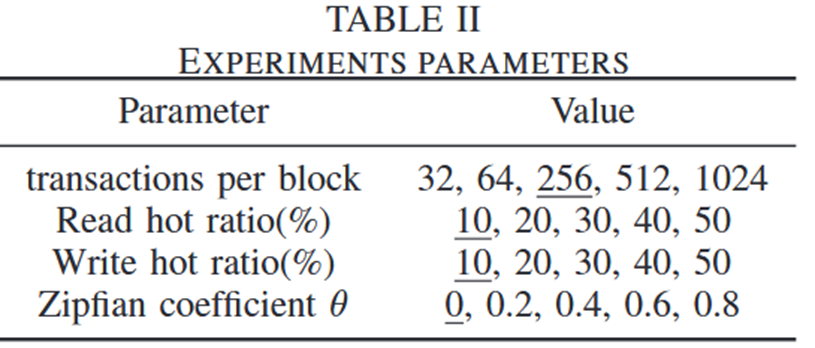 TABLE II
EXPERIMENTS PARAMETERS
Parameter Value
transactions per block 32, 64, 256, 512, 1024
Read hot ratio(%) 10, 20, 30, 40, 50
Write hot ratio(%) 10, 20, 30, 40, 50
Zipfian coefficient θ 0, 0.2, 0.4, 0.6, 0.8